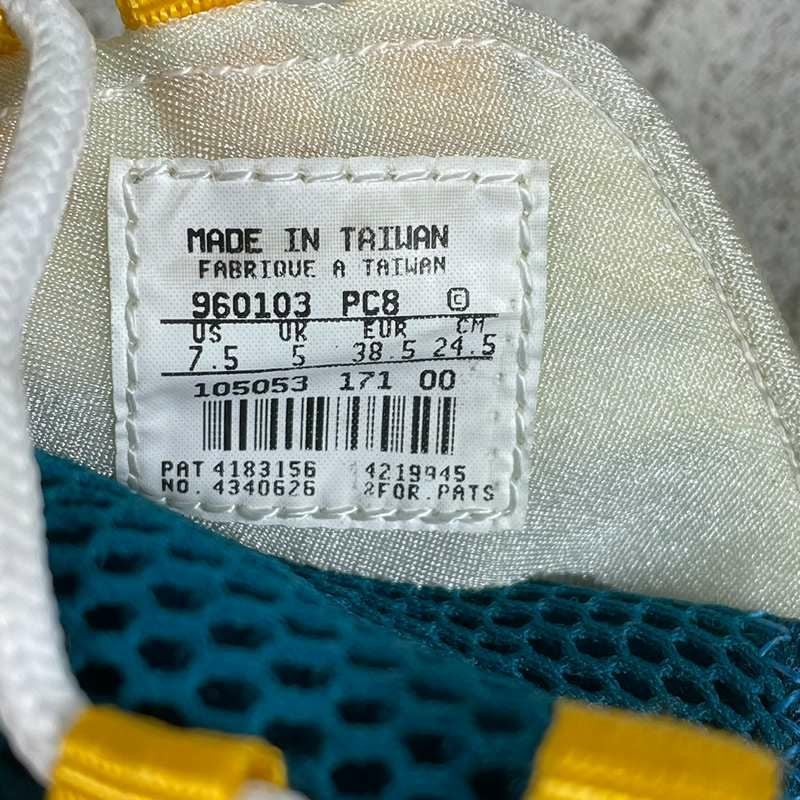 MADE IN TAIWAN
FABRIQUE A TAIWAN
960103 PC8 ©
US UK EUR CM
7.5 5 38.5 24.5
105053 171 00
PAT 4183156 4219945
NO. 4340626 &FOR.PATS